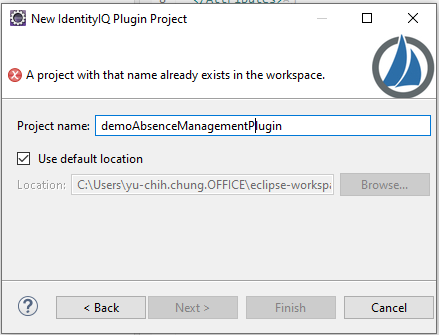 New IdentityIQ Plugin Project
A project with that name already exists in the workspace.
Project name: demoAbsenceManagementPlugin
Use default location
Location: C:\Users\yu-chih.chung.OFFICE\eclipse-workspa
Browse...
< Back
Next >
Finish
Cancel